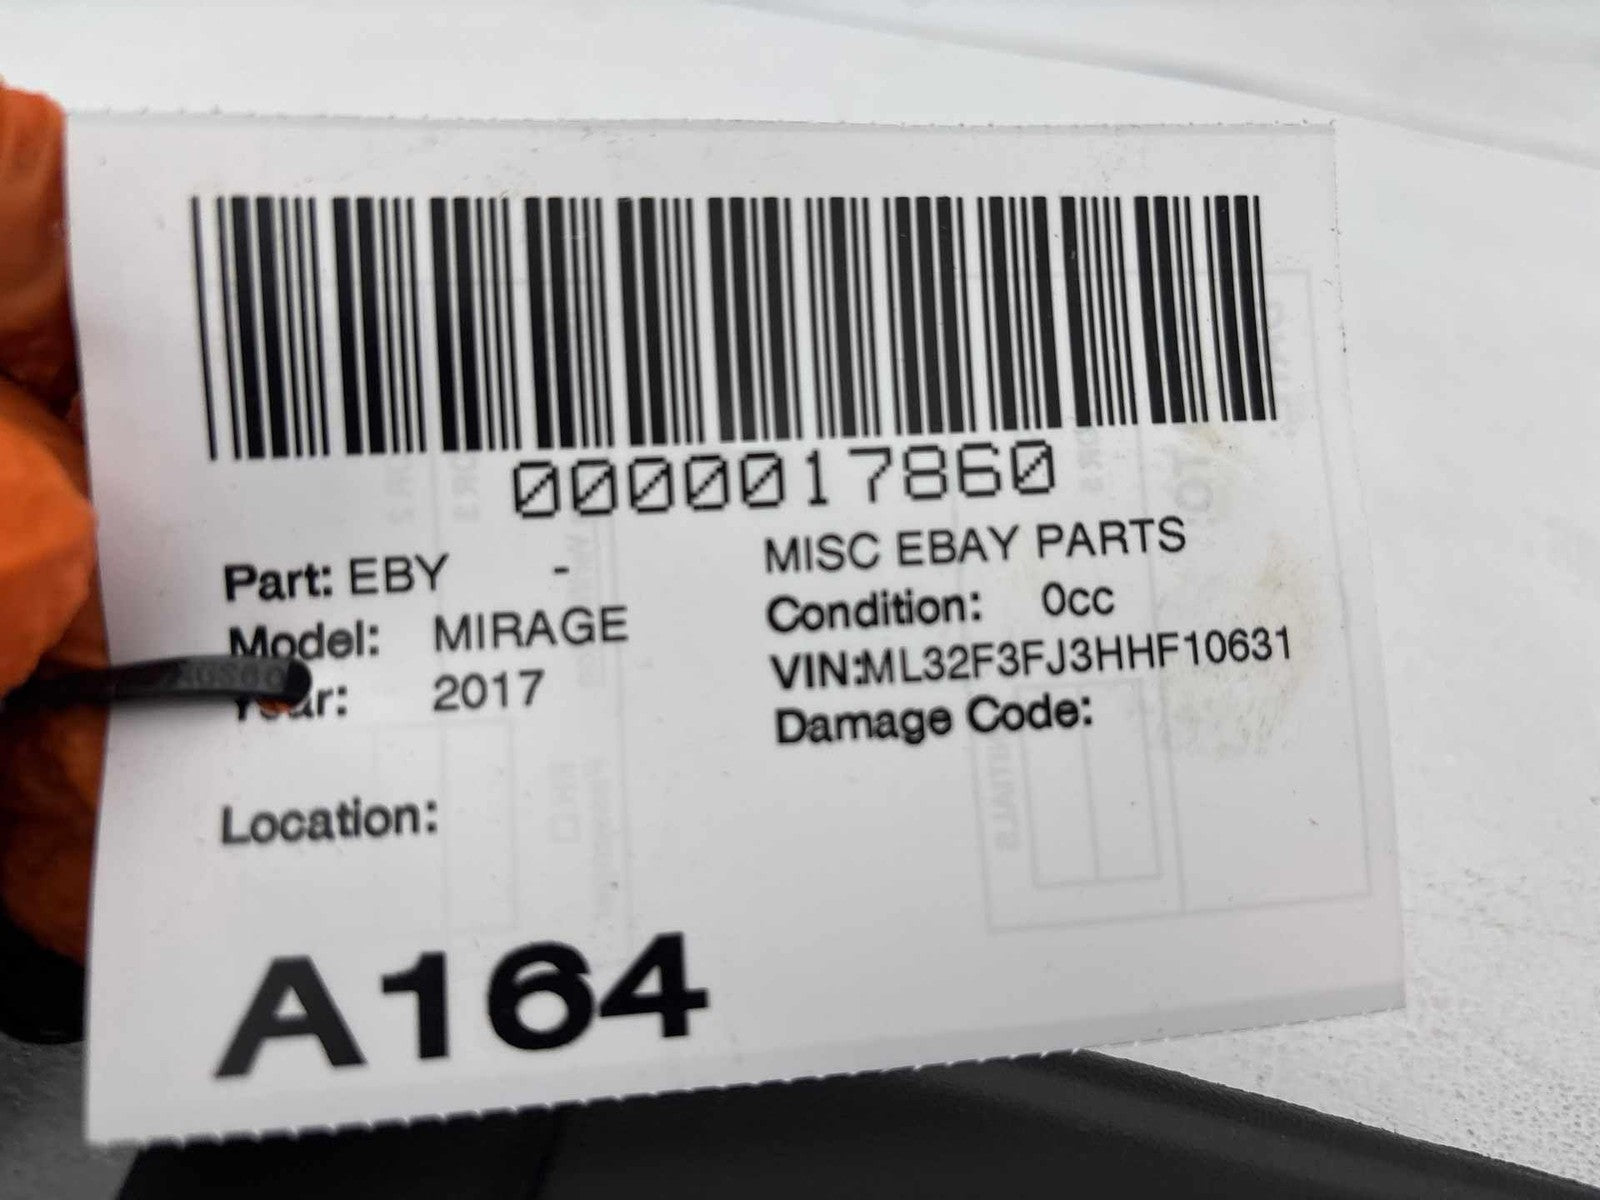 0000017860
Part: EBY - MISC EBAY PARTS
Model: MIRAGE Condition: 0cc
Year: 2017 VIN:ML32F3FJ3HHF10631
Damage Code:
Location:
A164